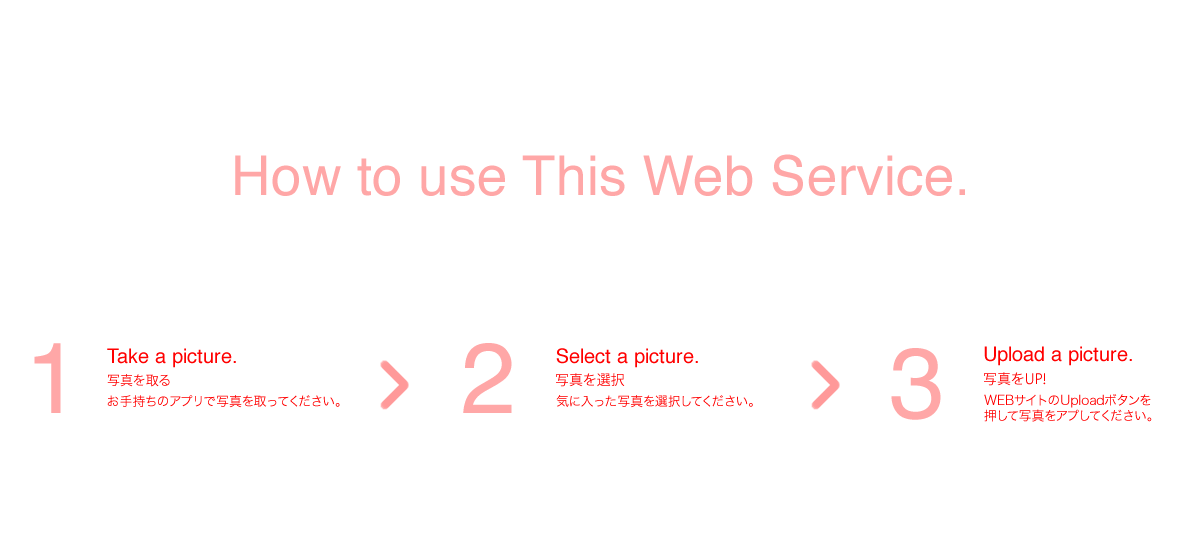 How to use This Web Service.
1
Take a picture.
写真を取る
お手持ちのアプリで写真を取ってください。
2
Select a picture.
写真を選択
気に入った写真を選択してください。
3
Upload a picture.
写真をUP!
WEBサイトのUploadボタンを
押して写真をアプしてください。